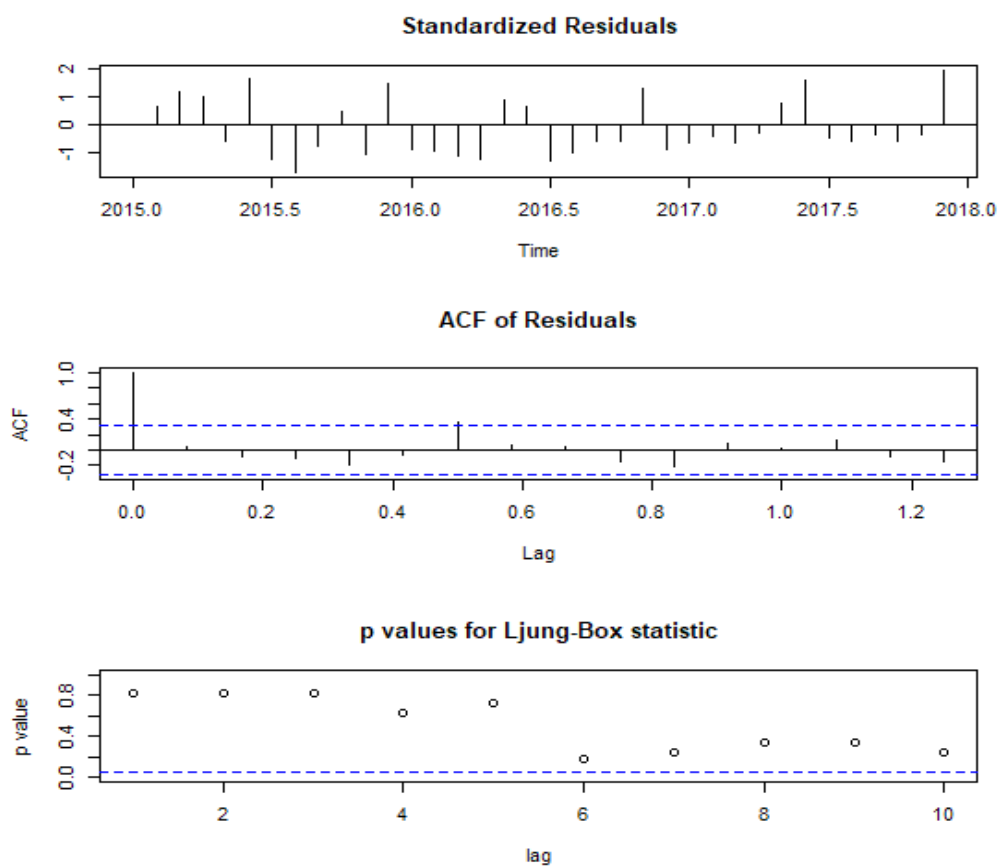 Standardized Residuals
2
1
0
-1
2015.0 2015.5 2016.0 2016.5 2017.0 2017.5 2018.0
Time
ACF of Residuals
ACF
1.0
0.4
-0.2
0.0 0.2 0.4 0.6 0.8 1.0 1.2
Lag
p values for Ljung-Box statistic
p value
0.8
0.4
0.0
2 4 6 8 10
lag